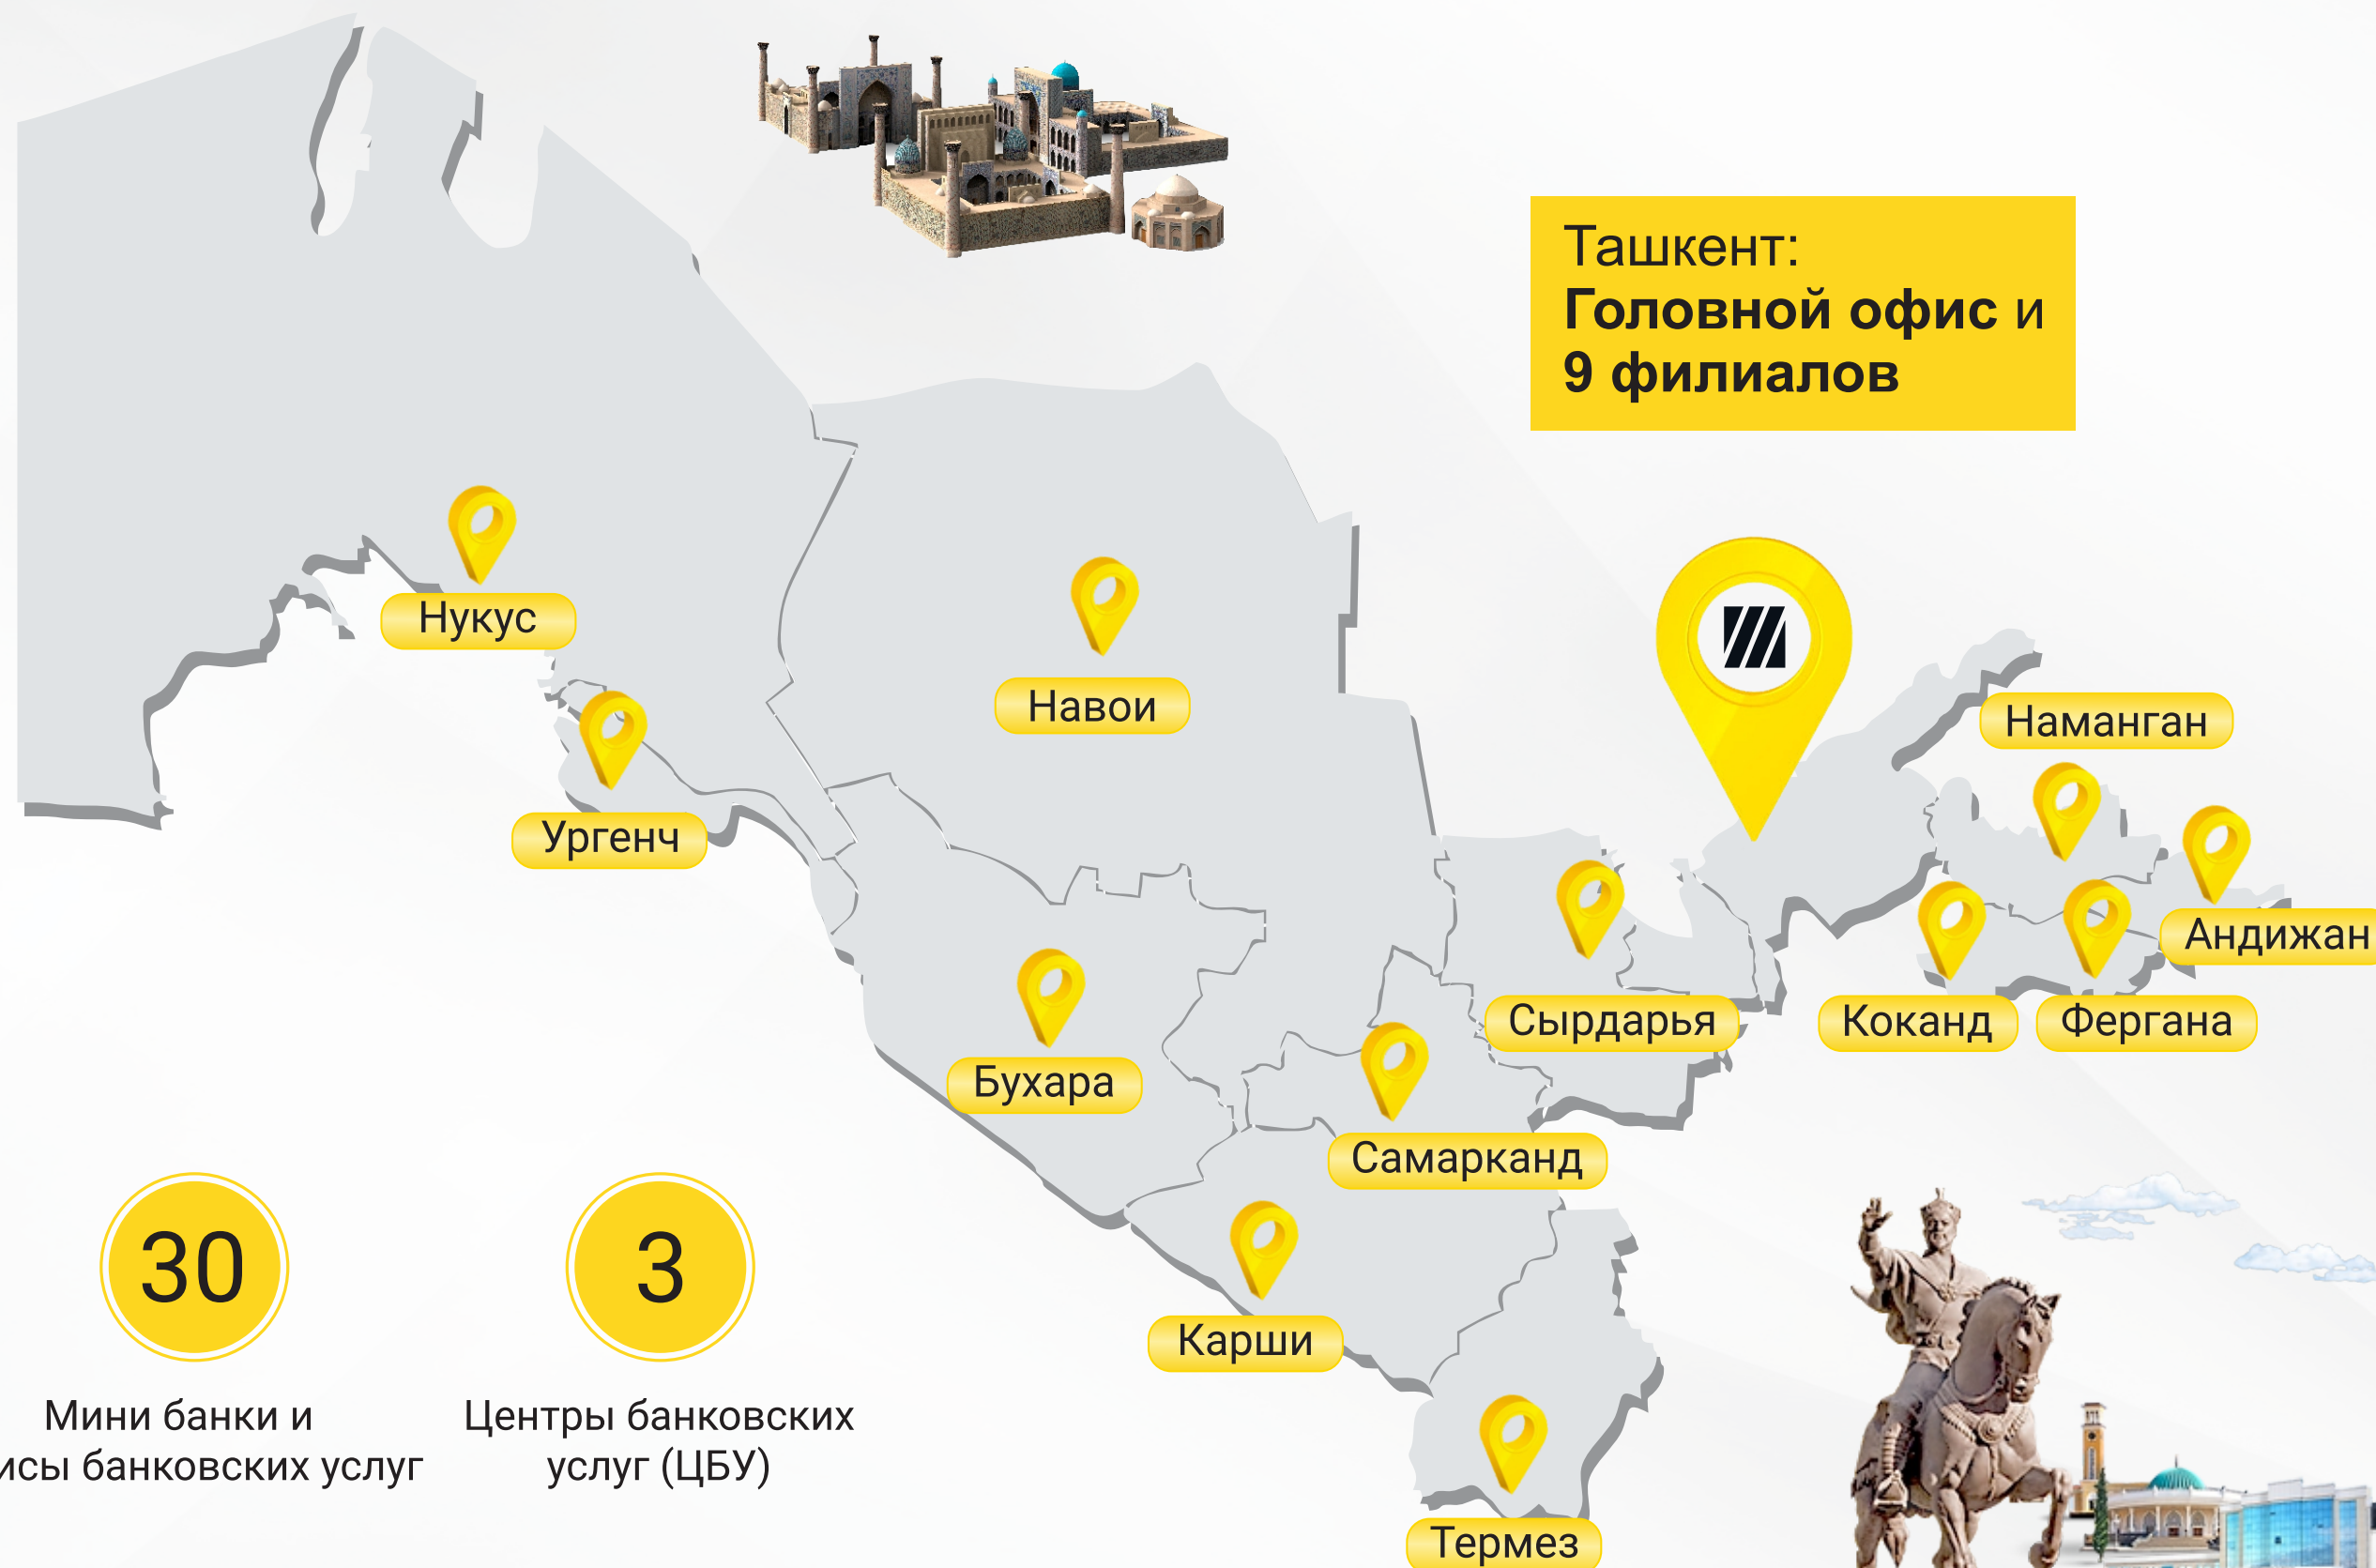 Ташкент:
Головной офис и
9 филиалов
Нукус
Навои
Наманган
Ургенч
Андижан
Сырдарья
Коканд
Фергана
Бухара
Самарканд
Карши
Термез
30
Мини банки и
банковских услуг
3
Центры банковских
услуг (ЦБУ)